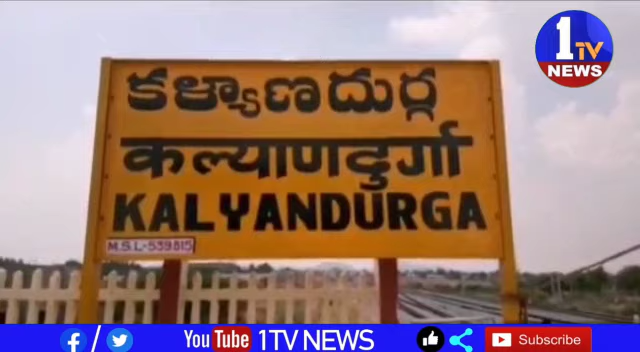 1TV
NEWS
కళ్యాణదుర్గ
कल्याणदुर्गा
KALYANDURGA
M.S.L-539815
f / YouTube 1TV NEWS Subscribe